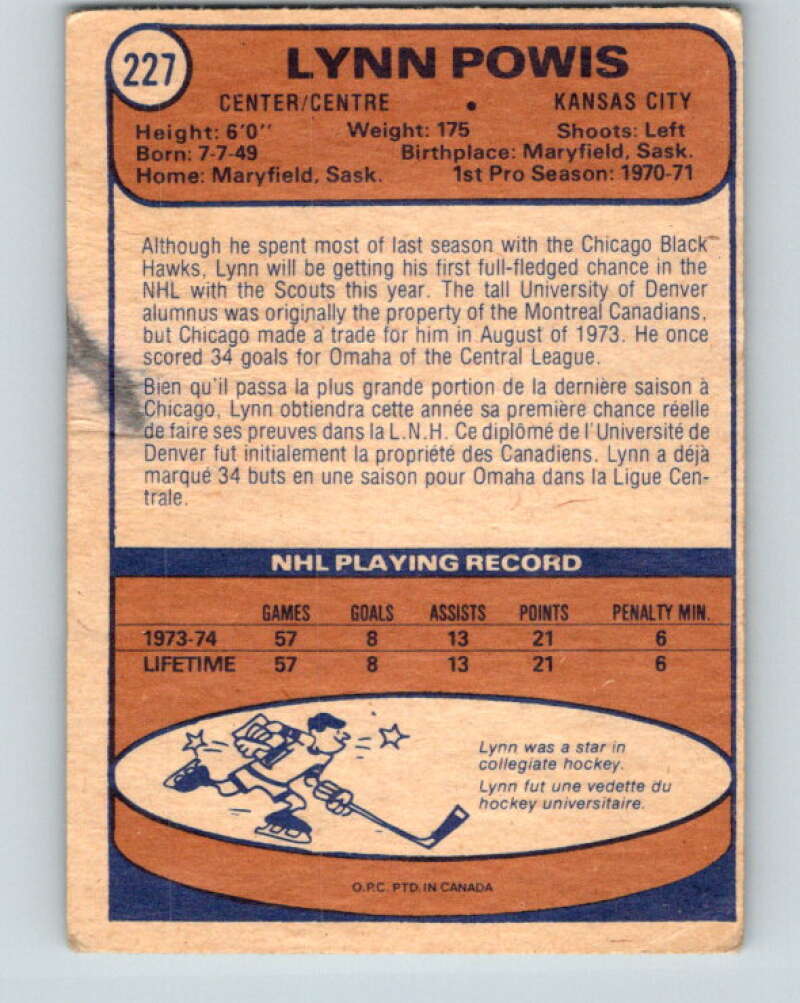 227
LYNN POWIS
CENTER/CENTRE • KANSAS CITY
Height: 6'0" Weight: 175 Shoots: Left
Born: 7-7-49 Birthplace: Maryfield, Sask.
Home: Maryfield, Sask. 1st Pro Season: 1970-71
Although he spent most of last season with the Chicago Black
Hawks, Lynn will be getting his first full-fledged chance in the
NHL with the Scouts this year. The tall University of Denver
alumnus was originally the property of the Montreal Canadians,
but Chicago made a trade for him in August of 1973. He once
scored 34 goals for Omaha of the Central League.
Bien qu'il passa la plus grande portion de la dernière saison à
Chicago, Lynn obtiendra cette année sa première chance réelle
de faire ses preuves dans la L.N.H. Ce diplômé de l'Université de
Denver fut initialement la propriété des Canadiens. Lynn a déjà
marqué 34 buts en une saison pour Omaha dans la Ligue Cen-
trale.
NHL PLAYING RECORD
GAMES GOALS ASSISTS POINTS PENALTY MIN.
1973-74 57 8 13 21 6
LIFETIME 57 8 13 21 6
Lynn was a star in
collegiate hockey.
Lynn fut une vedette du
hockey universitaire.
O.P.C. PTD. IN CANADA